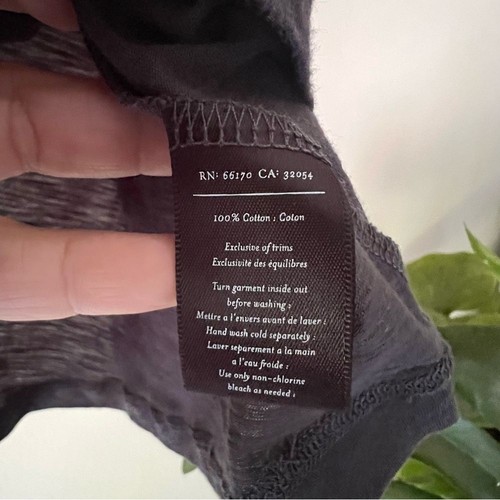 RN: 66170 CA: 32054
100% Cotton : Coton
Exclusive of trims
Exclusivité des équilibres
Turn garment inside out
before washing :
Mettre a l'envers avant de laver :
Hand wash cold separately :
Laver separement a la main
a l'eau froide :
Use only non-chlorine
bleach as needed :